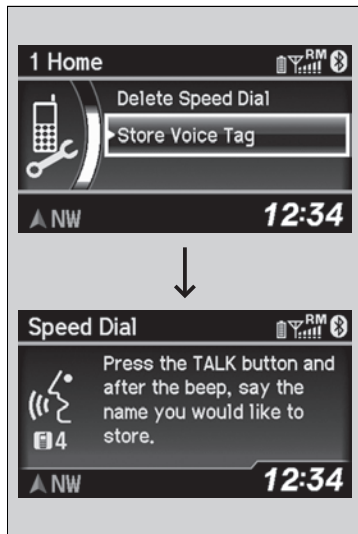 1 Home
RM
Delete Speed Dial
Store Voice Tag
NW
12:34
Speed Dial
RM
Press the TALK button and
after the beep, say the
name you would like to
4
store.
NW
12:34